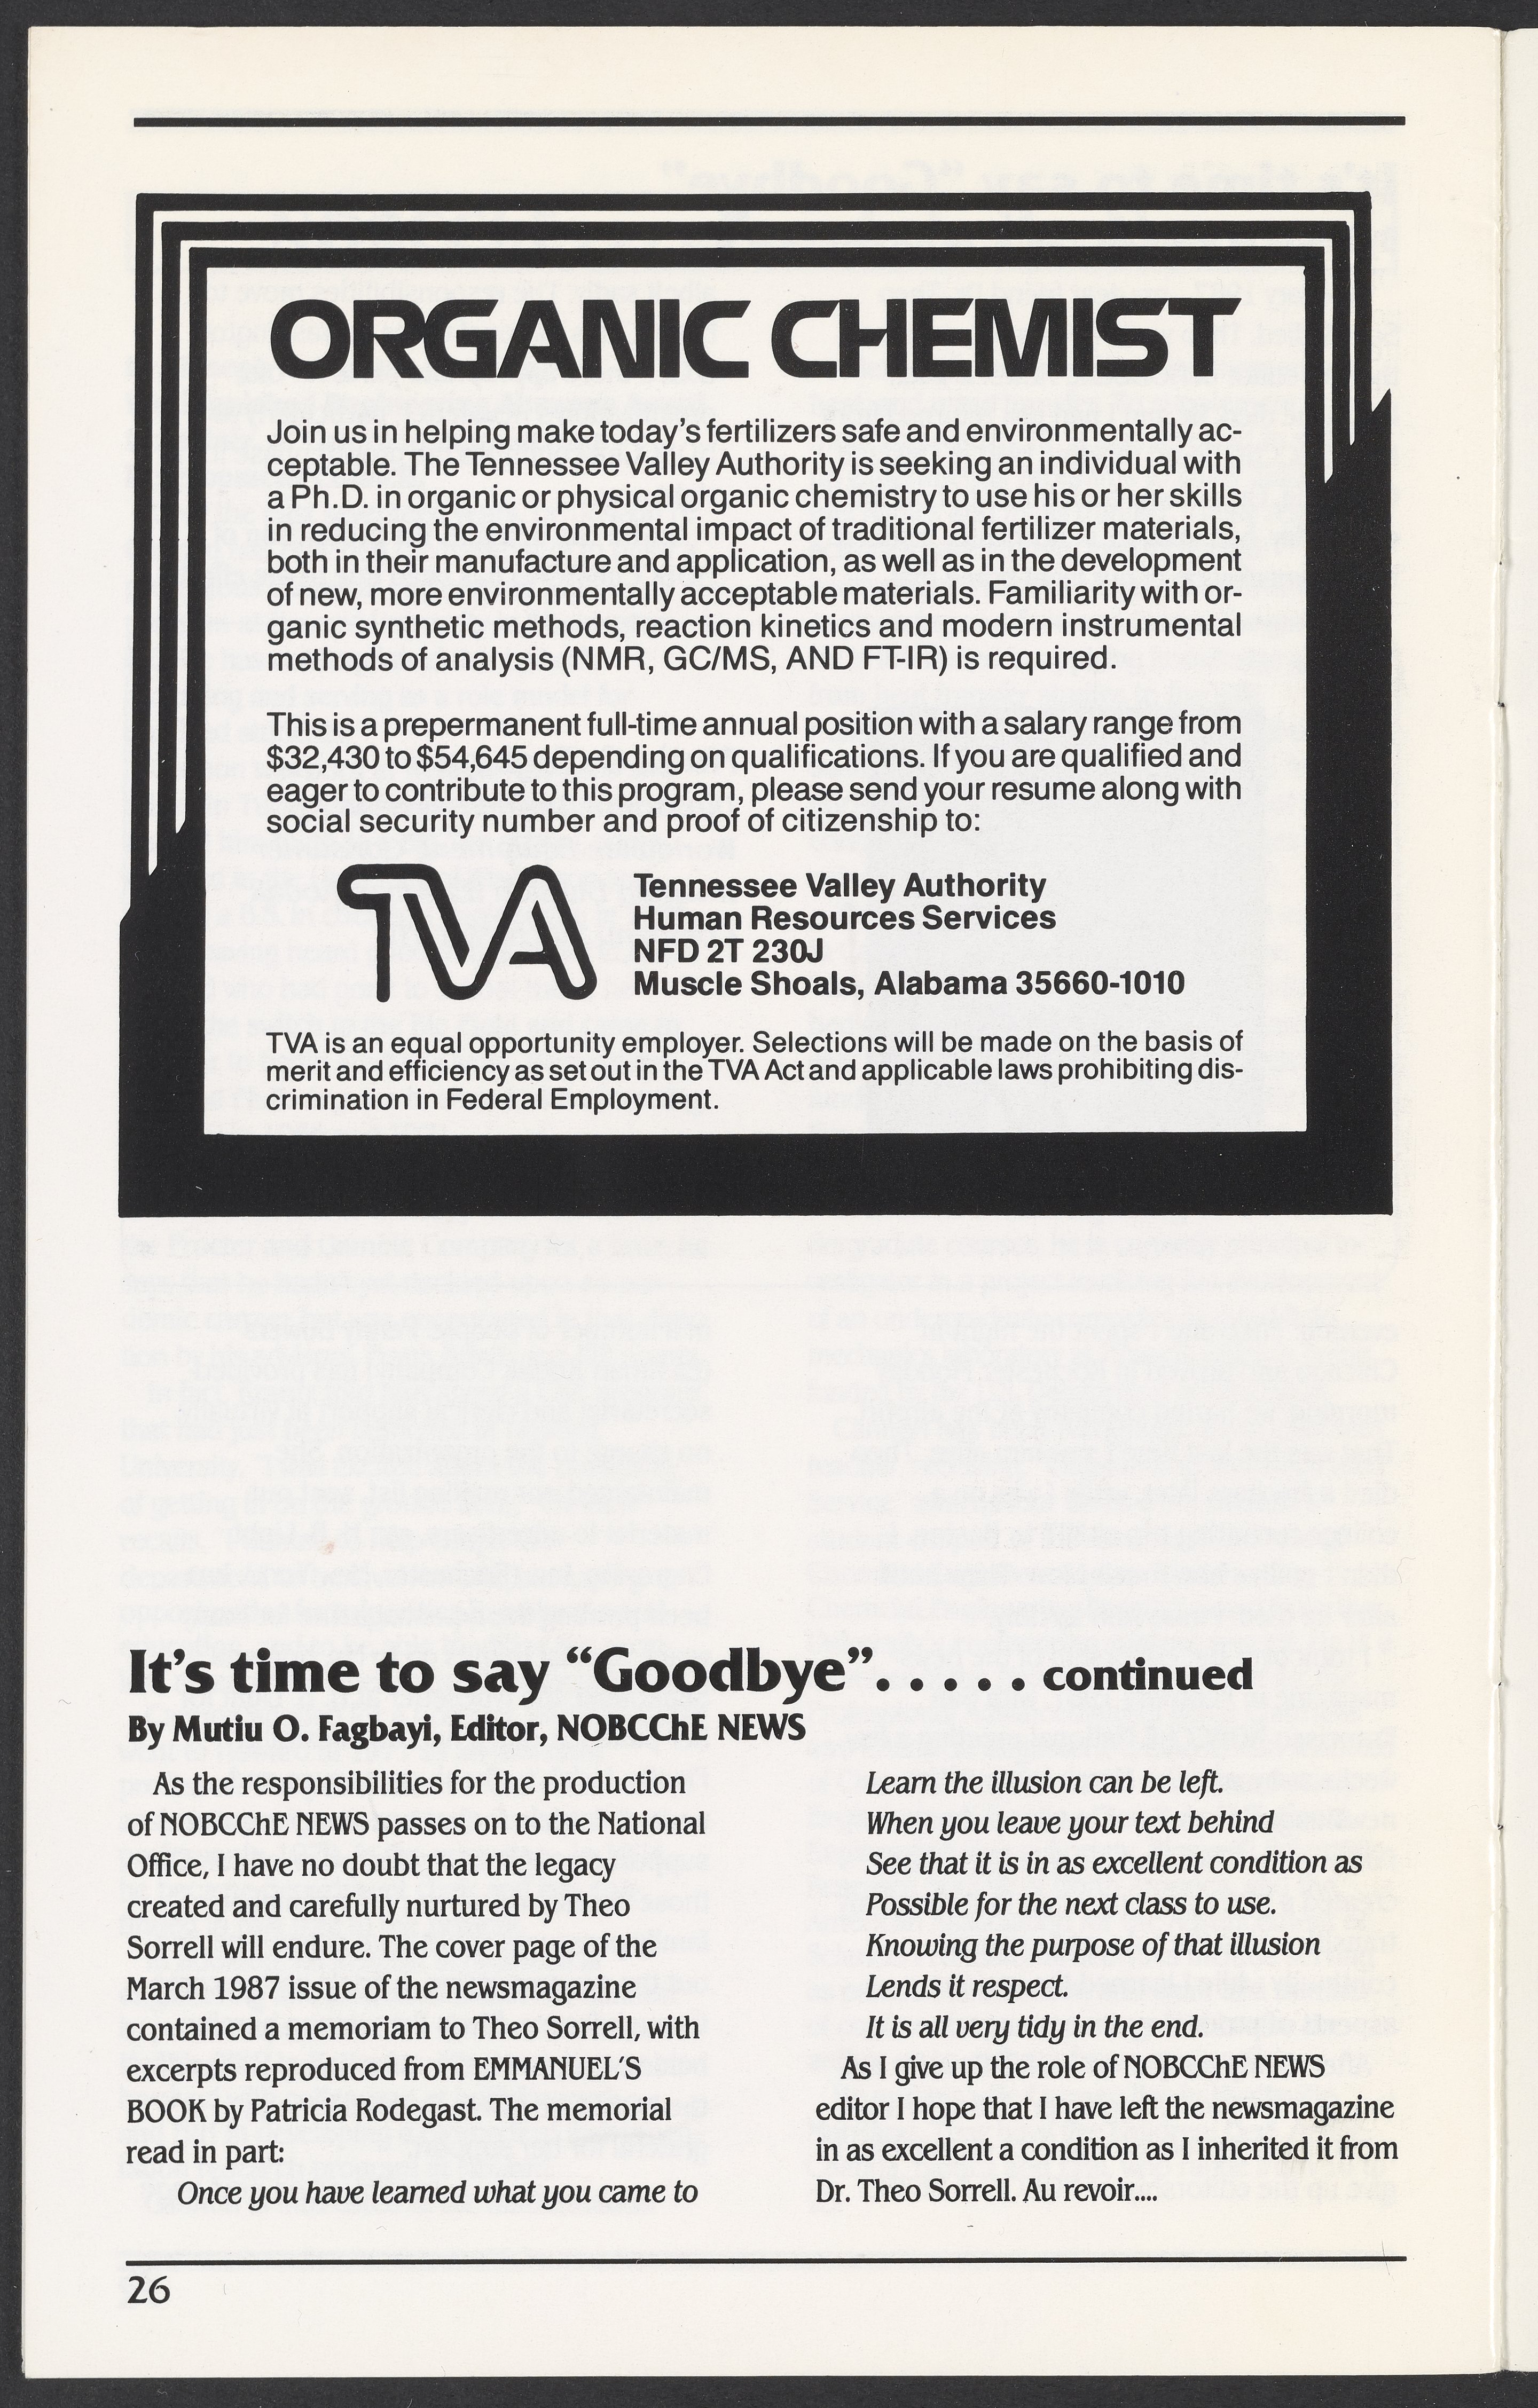 ORGANIC CHEMIST
Join us in helping make today's fertilizers safe and environmentally ac-
ceptable. The Tennessee Valley Authority is seeking an individual with
a Ph.D. in organic or physical organic chemistry to use his or her skills
in reducing the environmental impact of traditional fertilizer materials,
both in their manufacture and application, as well as in the development
of new, more environmentally acceptable materials. Familiarity with or-
ganic synthetic methods, reaction kinetics and modern instrumental
methods of analysis (NMR, GC/MS, AND FT-IR) is required.
This is a prepermanent full-time annual position with a salary range from
$32,430 to $54,645 depending on qualifications. If you are qualified and
eager to contribute to this program, please send your resume along with
social security number and proof of citizenship to:
TVA
Tennessee Valley Authority
Human Resources Services
NFD 2T 230J
Muscle Shoals, Alabama 35660-1010
TVA is an equal opportunity employer. Selections will be made on the basis of
merit and efficiency as set out in the TVA Act and applicable laws prohibiting dis-
crimination in Federal Employment.
It's time to say “Goodbye”. . . . . continued
By Mutiu O. Fagbayi, Editor, NOBCChE NEWS
As the responsibilities for the production
of NOBCChE NEWS passes on to the National
Office, I have no doubt that the legacy
created and carefully nurtured by Theo
Sorrell will endure. The cover page of the
March 1987 issue of the newsmagazine
contained a memoriam to Theo Sorrell, with
excerpts reproduced from EMMANUEL'S
BOOK by Patricia Rodegast. The memorial
read in part:
Once you have learned what you came to
Learn the illusion can be left.
When you leave your text behind
See that it is in as excellent condition as
Possible for the next class to use.
Knowing the purpose of that illusion
Lends it respect.
It is all very tidy in the end.
As I give up the role of NOBCChE NEWS
editor I hope that I have left the newsmagazine
in as excellent a condition as I inherited it from
Dr. Theo Sorrell. Au revoir....
26